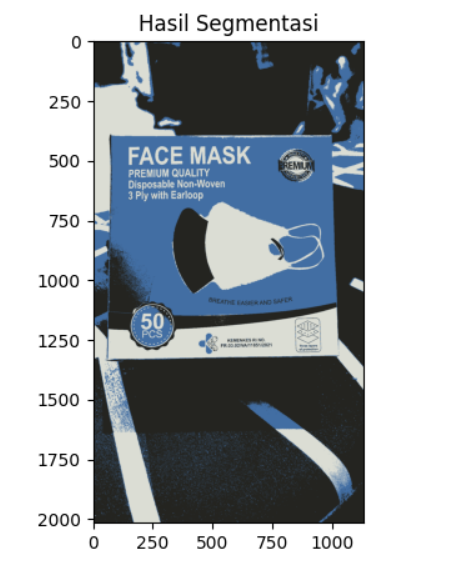 Hasil Segmentasi
0
250
500
750
1000
1250
1500
1750
2000
0 250 500 750 1000
FACE MASK
PREMIUM QUALITY
Disposable Non-Woven
3 Ply with Earloop
PREMIUM
BREATHE EASIER AND SAFER
50
PCS